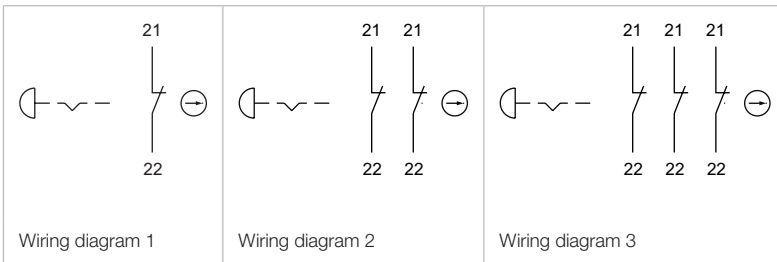 21
22
Wiring diagram 1
21 21
22 22
Wiring diagram 2
21 21 21
22 22 22
Wiring diagram 3